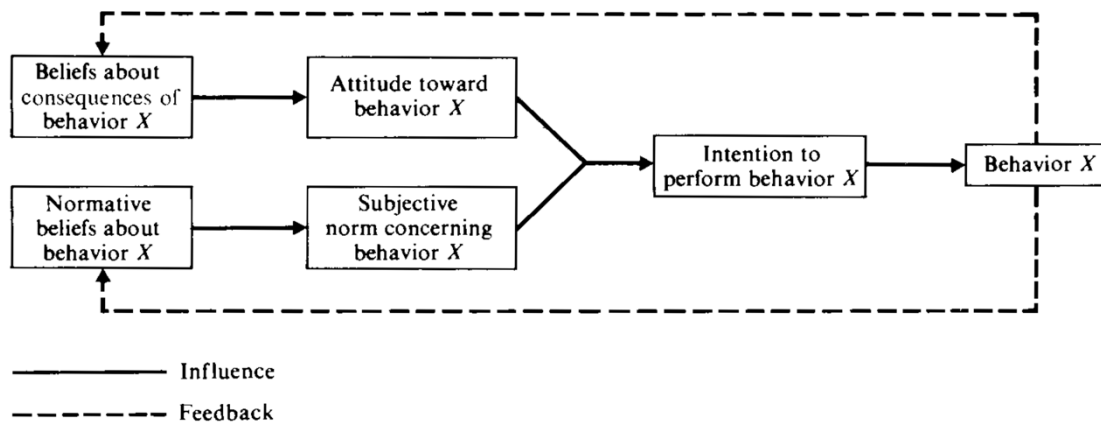 Beliefs about
consequences of
behavior X
Attitude toward
behavior X
Intention to
perform behavior X
Behavior X
Normative
beliefs about
behavior X
Subjective
norm concerning
behavior X
Influence
Feedback